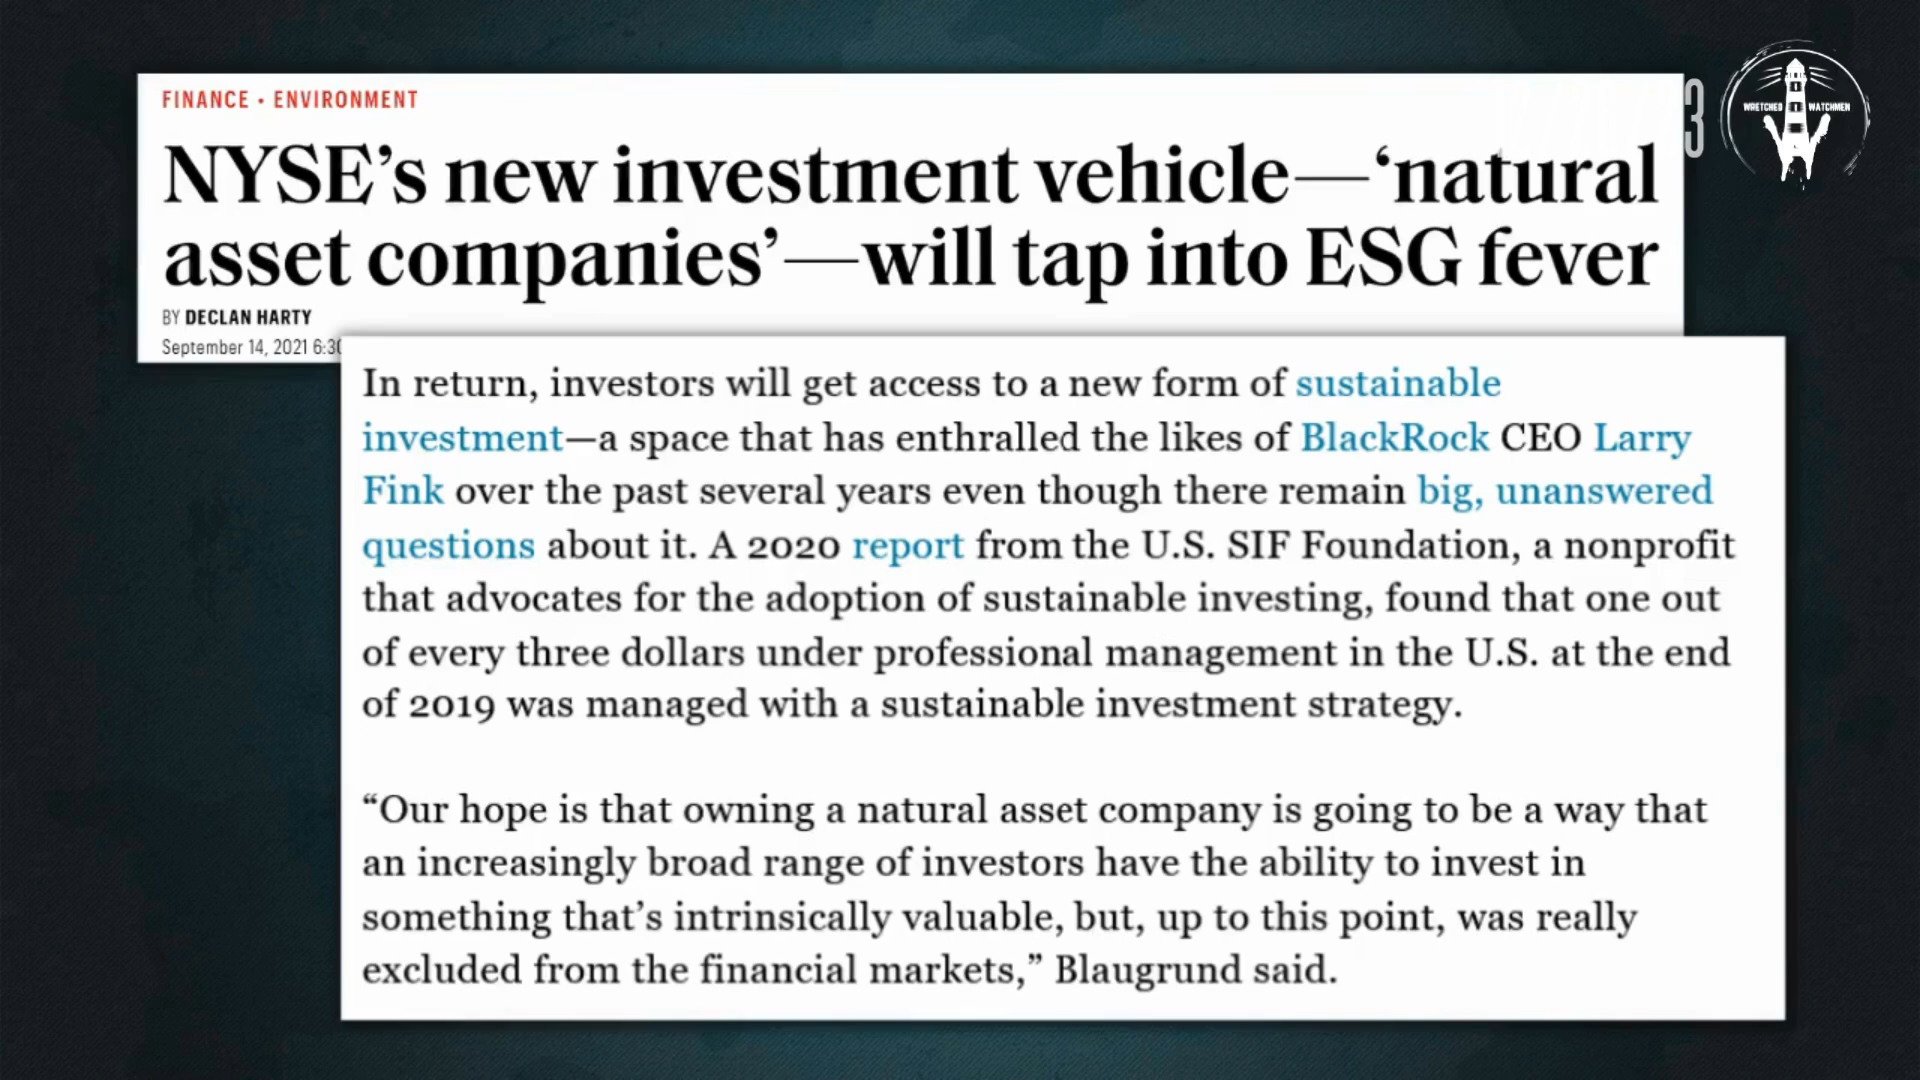 FINANCE • ENVIRONMENT
NYSE’s new investment vehicle—‘natural
asset companies’—will tap into ESG fever
BY DECLAN HARTY
September 14, 2021 6:30
3
WRETCHED WATCHMEN
In return, investors will get access to a new form of sustainable
investment—a space that has enthralled the likes of BlackRock CEO Larry
Fink over the past several years even though there remain big, unanswered
questions about it. A 2020 report from the U.S. SIF Foundation, a nonprofit
that advocates for the adoption of sustainable investing, found that one out
of every three dollars under professional management in the U.S. at the end
of 2019 was managed with a sustainable investment strategy.
“Our hope is that owning a natural asset company is going to be a way that
an increasingly broad range of investors have the ability to invest in
something that’s intrinsically valuable, but, up to this point, was really
excluded from the financial markets,” Blaugrund said.